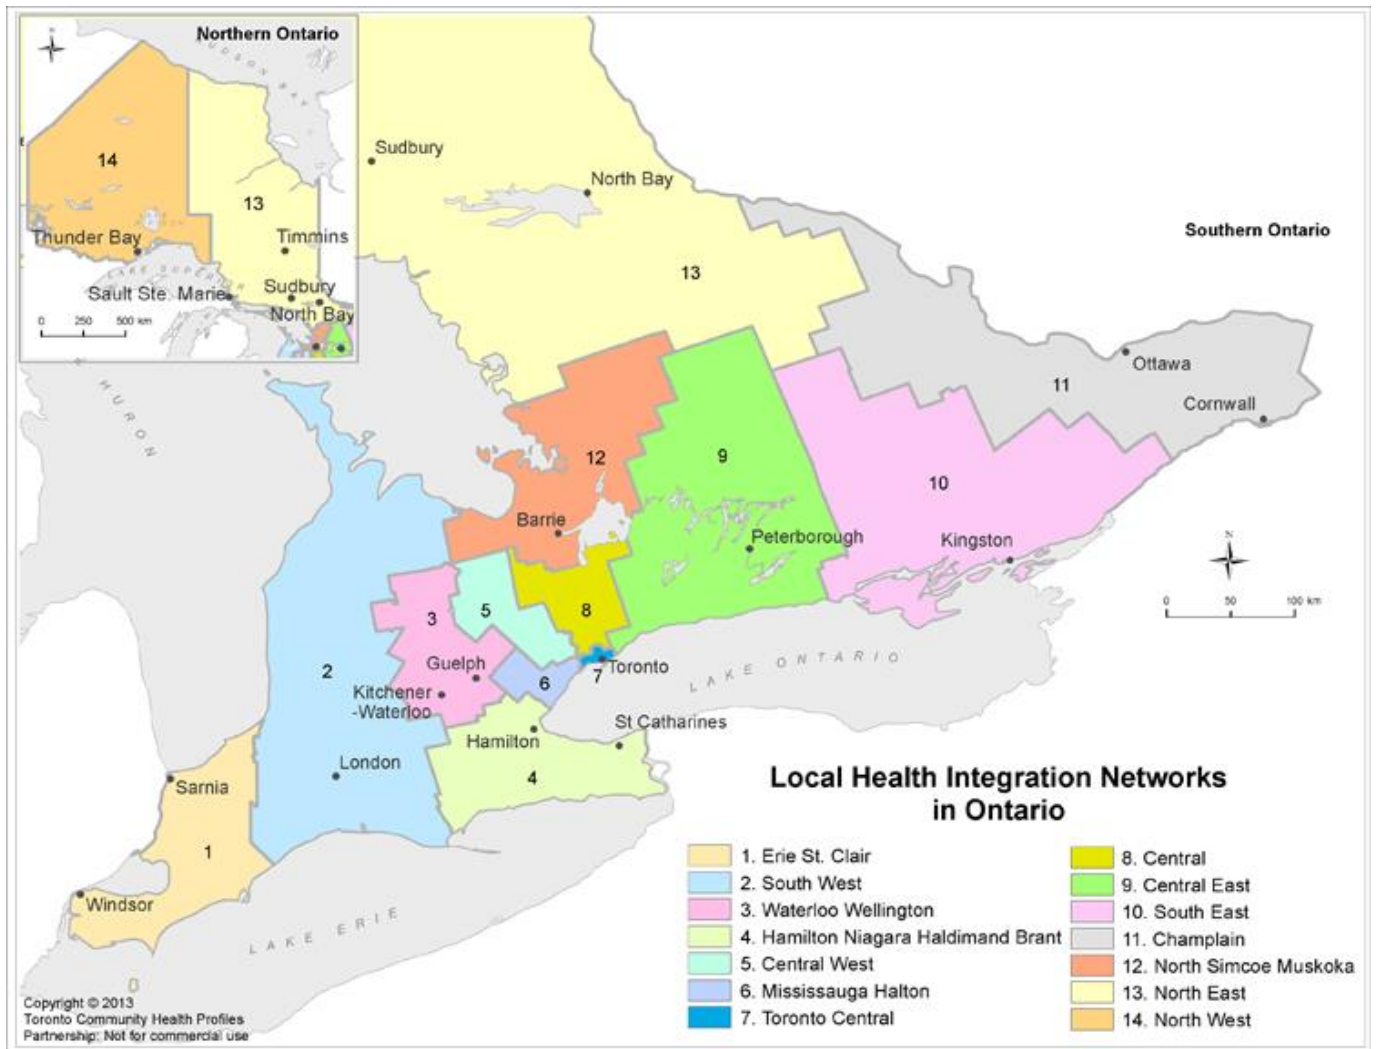 Northern Ontario
N
HUDSON BAY
14
13
Thunder Bay
Timmins
LAKE SUPERIOR
Sault Ste. Marie
Sudbury
North Bay
0 250 500 km
Sudbury
North Bay
Southern Ontario
13
HURON
11
Ottawa
Cornwall
12
9
10
Barrie
Peterborough
Kingston
N
0 50 100 km
5
8
3
2
Guelph
Kitchener
-Waterloo
6
7
Toronto
LAKE ONTARIO
St Catharines
Hamilton
4
London
Sarnia
1
Windsor
LAKE ERIE
Local Health Integration Networks
in Ontario
1. Erie St. Clair
2. South West
3. Waterloo Wellington
4. Hamilton Niagara Haldimand Brant
5. Central West
6. Mississauga Halton
7. Toronto Central
8. Central
9. Central East
10. South East
11. Champlain
12. North Simcoe Muskoka
13. North East
14. North West
Copyright © 2013
Toronto Community Health Profiles
Partnership: Not for commercial use